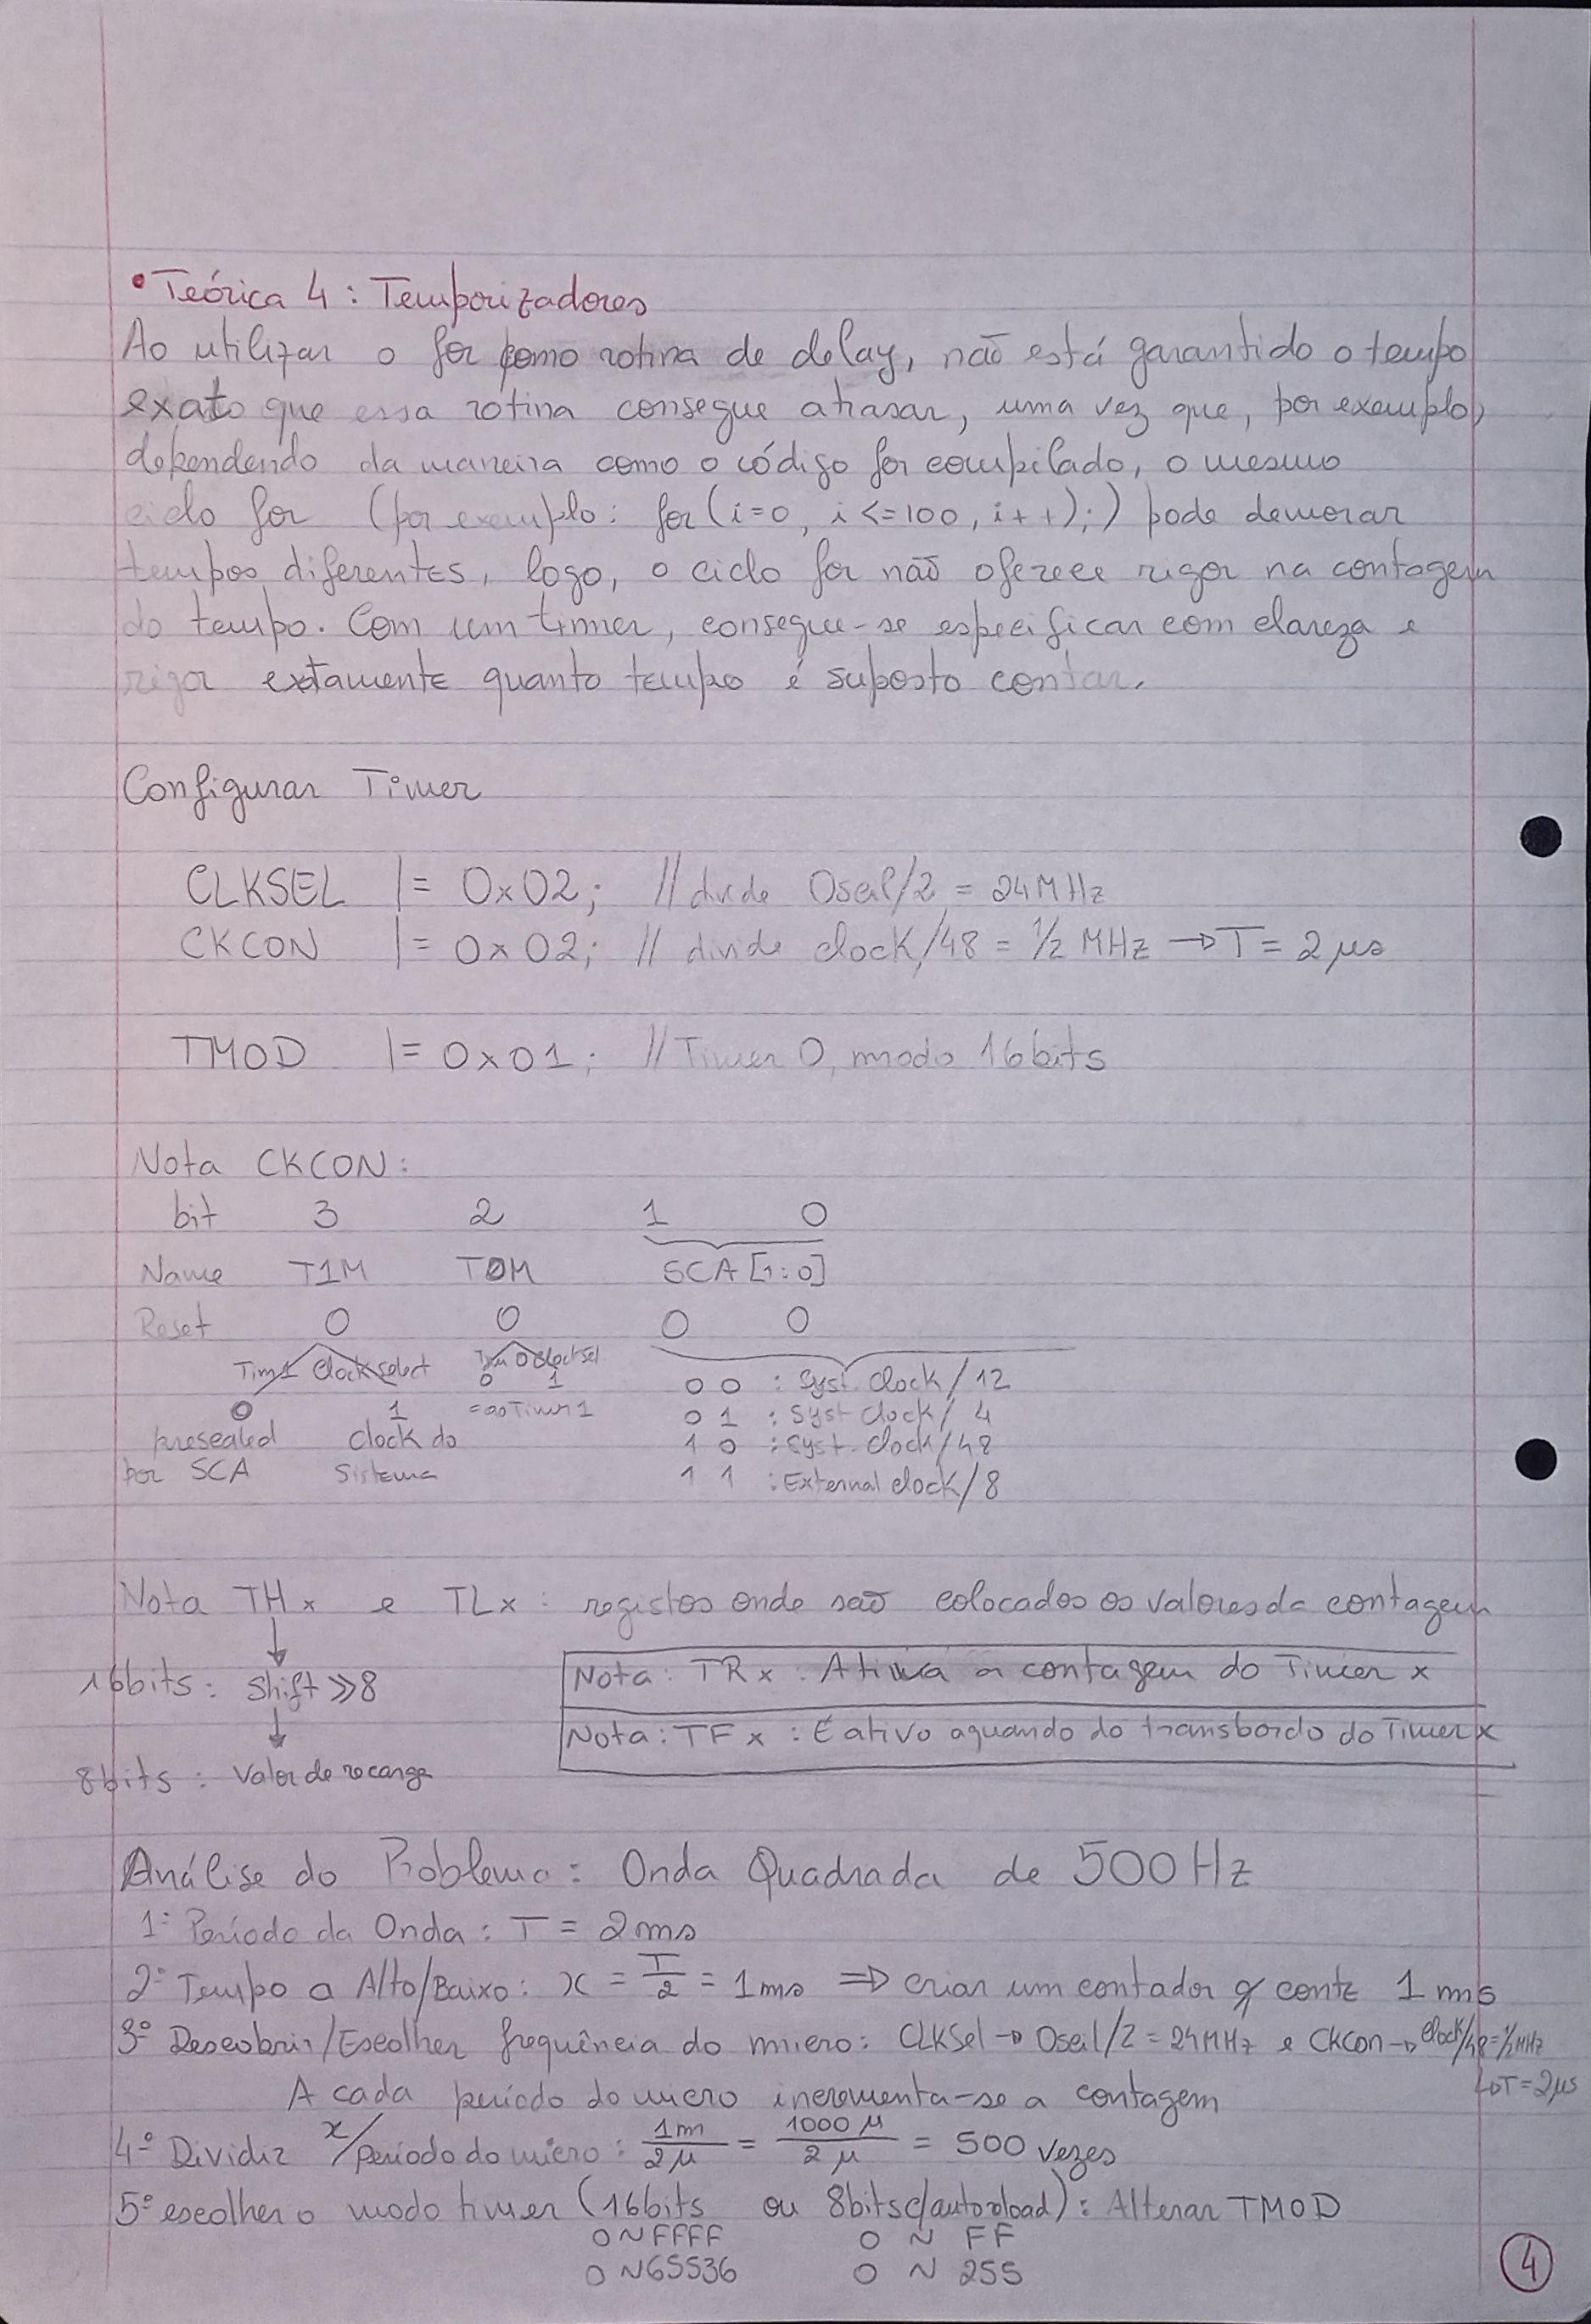 • Teórica 4 : Temporizadores
Ao utilizar o for como rotina de delay, não está garantido o tempo
exato que essa rotina consegue atrasar, uma vez que, por exemplo,
dependendo da maneira como o código for compilado, o mesmo
ciclo for (por exemplo: for(i=0, i<=100, i++);) pode demorar
tempos diferentes, logo, o ciclo for não oferece rigor na contagem
do tempo. Com um timmer, consegue-se especificar com clareza e
rigor extamente quanto tempo é suposto contar.
Configurar Timer
CLKSEL |= 0x02; // divide Oscil/2 = 24MHz
CKCON |= 0x02; // divide clock/48 = 1/2 MHz → T = 2 μs
TMOD |= 0x01; // Timer 0, modo 16bits
Nota CKCON:
bit 3 2 1 0
Name T1M T0M SCA[1:0]
Reset 0 0 0 0
Tim1 Clock select Tim 0 Clock sel
0 1 0 0 : Syst. Clock / 12
0 1 = ao Timer 1 0 1 : Syst Clock / 4
prescaled clock do 1 0 : Syst. Clock/48
por SCA Sistema 1 1 : External clock/8
Nota THx e TLx : registos onde são colocados os valores da contagem
↓
16bits : Shift >>8 Nota : TRx : Ativa a contagem do Timer x
↓ Nota : TFx : É ativo aquando do transbordo do Timer x
8bits : Valor de recarga
Análise do Problema : Onda Quadrada de 500Hz
1º Período da Onda : T = 2ms
2º Tempo a Alto/Baixo : x = T/2 = 1ms ⇒ criar um contador q conte 1 ms
3º Descobrir/Escolher frequência do micro : CLKSel → Oscil/2 = 24MHz e CKCon → clock/48 = 1/2MHz
↳ T = 2μs
A cada período do micro incrementa-se a contagem
4º Dividir x/período do micro : 1m/2μ = 1000μ/2μ = 500 vezes
5º escolher o modo timer (16bits ou 8bits c/autoreload) : Alterar TMOD
0 ~ FFFF 0 ~ FF
0 ~ 65536 0 ~ 255
4